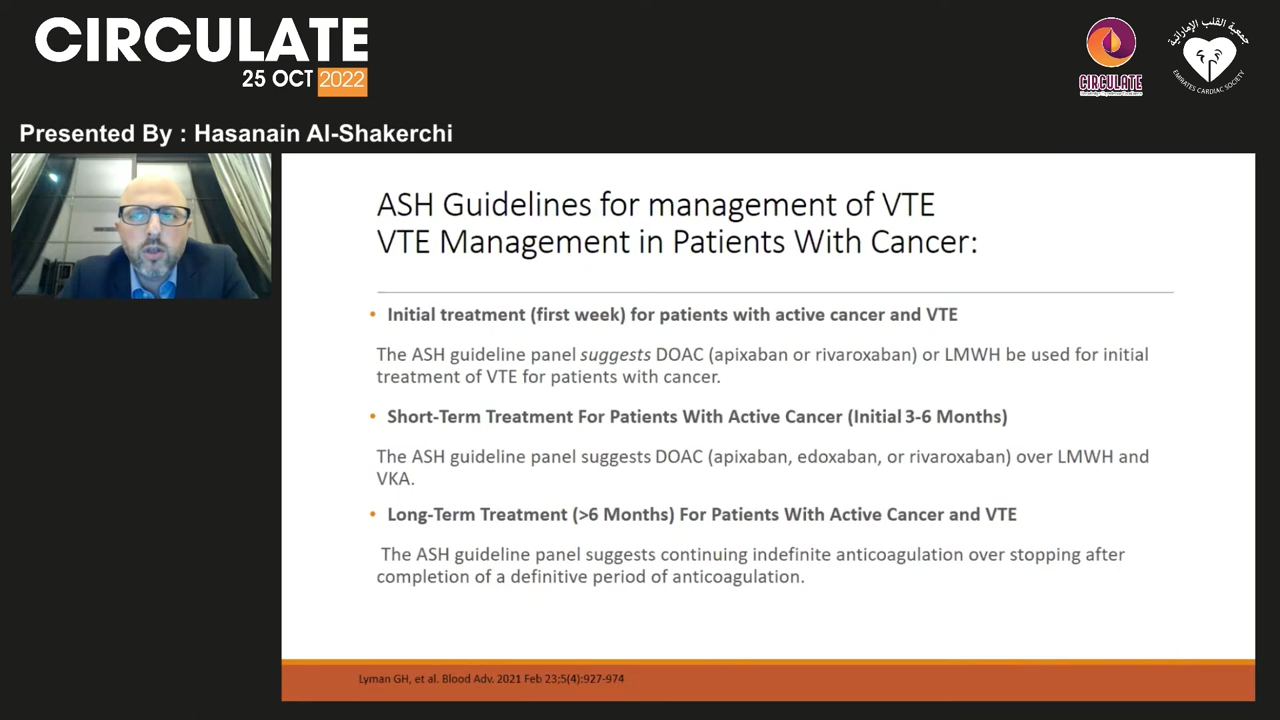 CIRCULATE
25 OCT 2022
CIRCULATE
جمعية القلب الإماراتية
EMIRATES CARDIAC SOCIETY
Presented By : Hasanain Al-Shakerchi
ASH Guidelines for management of VTE
VTE Management in Patients With Cancer:
• Initial treatment (first week) for patients with active cancer and VTE
The ASH guideline panel suggests DOAC (apixaban or rivaroxaban) or LMWH be used for initial
treatment of VTE for patients with cancer.
• Short-Term Treatment For Patients With Active Cancer (Initial 3-6 Months)
The ASH guideline panel suggests DOAC (apixaban, edoxaban, or rivaroxaban) over LMWH and
VKA.
• Long-Term Treatment (>6 Months) For Patients With Active Cancer and VTE
The ASH guideline panel suggests continuing indefinite anticoagulation over stopping after
completion of a definitive period of anticoagulation.
Lyman GH, et al. Blood Adv. 2021 Feb 23;5(4):927-974